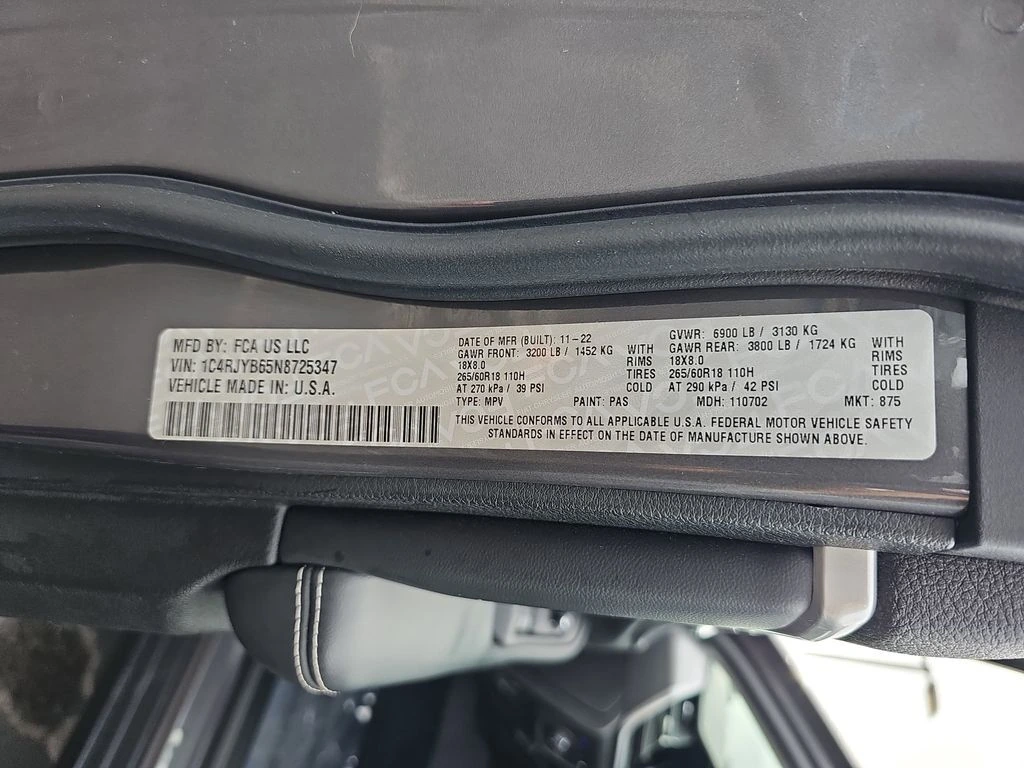 MFD BY: FCA US LLC
VIN: 1C4RJYB65N8725347
VEHICLE MADE IN U.S.A.
DATE OF MFR (BUILT): 11-22 GVWR: 6900 LB / 3130 KG
GAWR FRONT: 3200 LB / 1452 KG WITH GAWR REAR: 3800 LB / 1724 KG WITH
18X8.0 RIMS 18X8.0 RIMS
265/60R18 110H TIRES 265/60R18 110H TIRES
AT 270 kPa / 39 PSI COLD AT 290 kPa / 42 PSI COLD
TYPE: MPV PAINT: PAS MDH: 110702 MKT: 875
THIS VEHICLE CONFORMS TO ALL APPLICABLE U.S.A. FEDERAL MOTOR VEHICLE SAFETY
STANDARDS IN EFFECT ON THE DATE OF MANUFACTURE SHOWN ABOVE.